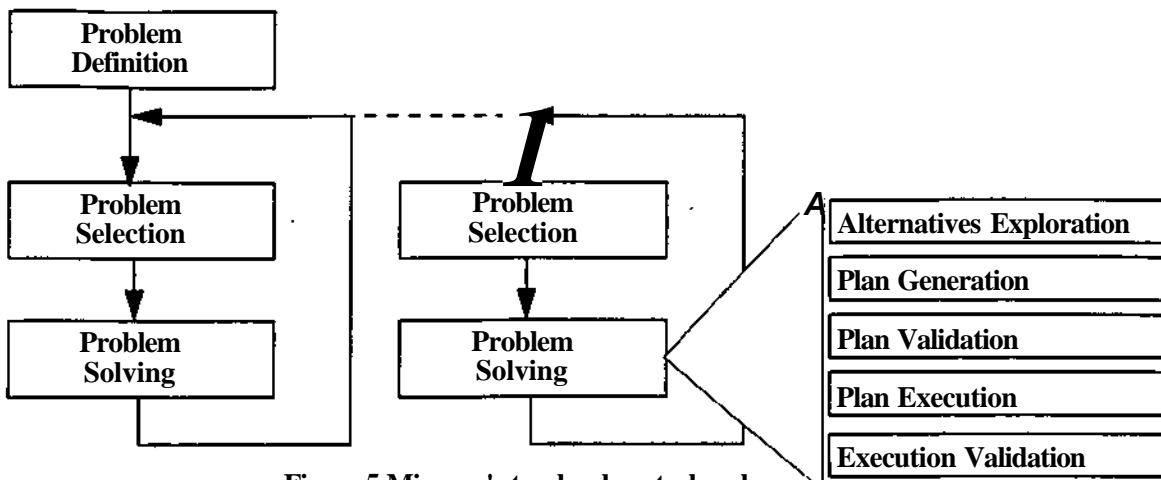 Problem
Definition
Problem
Selection
Problem
Solving
Problem
Selection
Problem
Solving
Alternatives Exploration
Plan Generation
Plan Validation
Plan Execution
Execution Validation